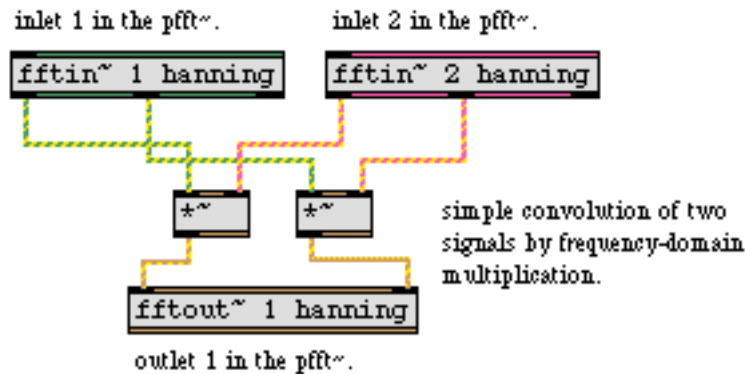 inlet 1 in the pfft~.
inlet 2 in the pfft~.
fftin~ 1 hanning
fftin~ 2 hanning
*~
*~
simple convolution of two
signals by frequency-domain
multiplication.
fftout~ 1 hanning
outlet 1 in the pfft~.